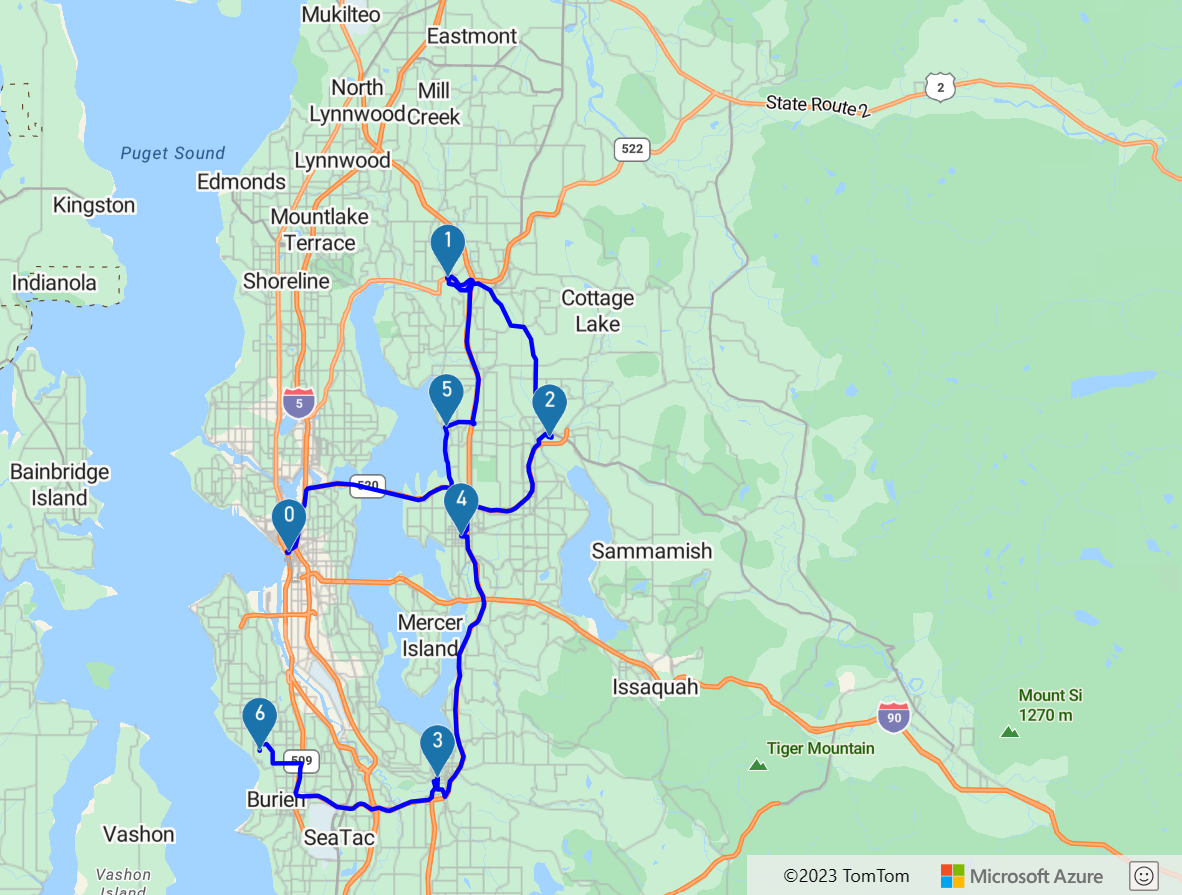 Mukilteo
Eastmont
North
Lynnwood
Mill
Creek
2
State Route 2
522
Puget Sound
Lynnwood
Edmonds
Kingston
Mountlake
Terrace
1
Indianola
Shoreline
Cottage
Lake
5
5
2
Bainbridge
Island
520
4
0
Sammamish
Mercer
Island
Issaquah
Mount Si
1270 m
6
90
3
Tiger Mountain
509
Burien
Vashon
SeaTac
Vashon
Island
©2023 TomTom
Microsoft Azure